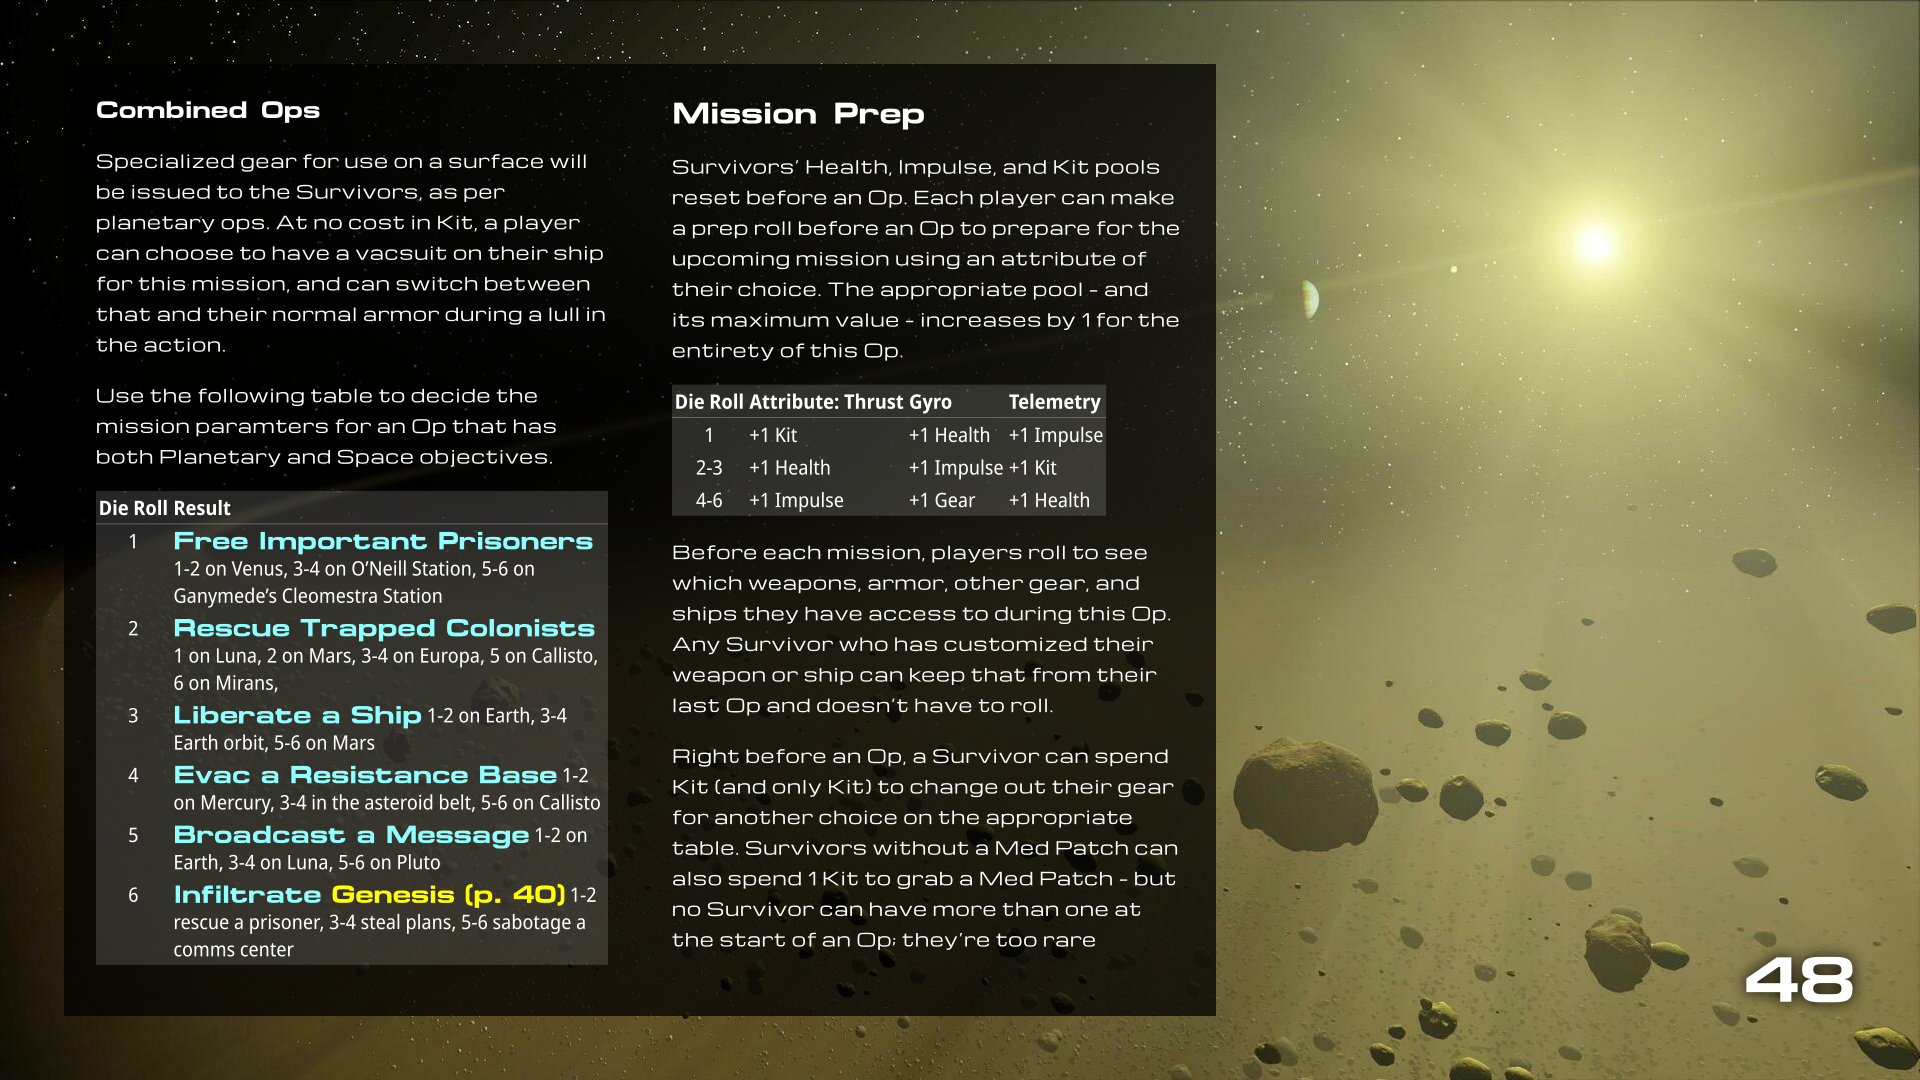 Combined Ops
Specialized gear for use on a surface will
be issued to the Survivors, as per
planetary ops. At no cost in Kit, a player
can choose to have a vacsuit on their ship
for this mission, and can switch between
that and their normal armor during a lull in
the action.
Use the following table to decide the
mission paramters for an Op that has
both Planetary and Space objectives.
Die Roll Result
1 Free Important Prisoners
1-2 on Venus, 3-4 on O’Neill Station, 5-6 on
Ganymede’s Cleomestra Station
2 Rescue Trapped Colonists
1 on Luna, 2 on Mars, 3-4 on Europa, 5 on Callisto,
6 on Mirans,
3 Liberate a Ship 1-2 on Earth, 3-4
Earth orbit, 5-6 on Mars
4 Evac a Resistance Base 1-2
on Mercury, 3-4 in the asteroid belt, 5-6 on Callisto
5 Broadcast a Message 1-2 on
Earth, 3-4 on Luna, 5-6 on Pluto
6 Infiltrate Genesis (p. 40) 1-2
rescue a prisoner, 3-4 steal plans, 5-6 sabotage a
comms center
Mission Prep
Survivors’ Health, Impulse, and Kit pools
reset before an Op. Each player can make
a prep roll before an Op to prepare for the
upcoming mission using an attribute of
their choice. The appropriate pool - and
its maximum value - increases by 1 for the
entirety of this Op.
Die Roll Attribute: Thrust Gyro Telemetry
1 +1 Kit +1 Health +1 Impulse
2-3 +1 Health +1 Impulse +1 Kit
4-6 +1 Impulse +1 Gear +1 Health
Before each mission, players roll to see
which weapons, armor, other gear, and
ships they have access to during this Op.
Any Survivor who has customized their
weapon or ship can keep that from their
last Op and doesn’t have to roll.
Right before an Op, a Survivor can spend
Kit (and only Kit) to change out their gear
for another choice on the appropriate
table. Survivors without a Med Patch can
also spend 1 Kit to grab a Med Patch - but
no Survivor can have more than one at
the start of an Op; they’re too rare
48